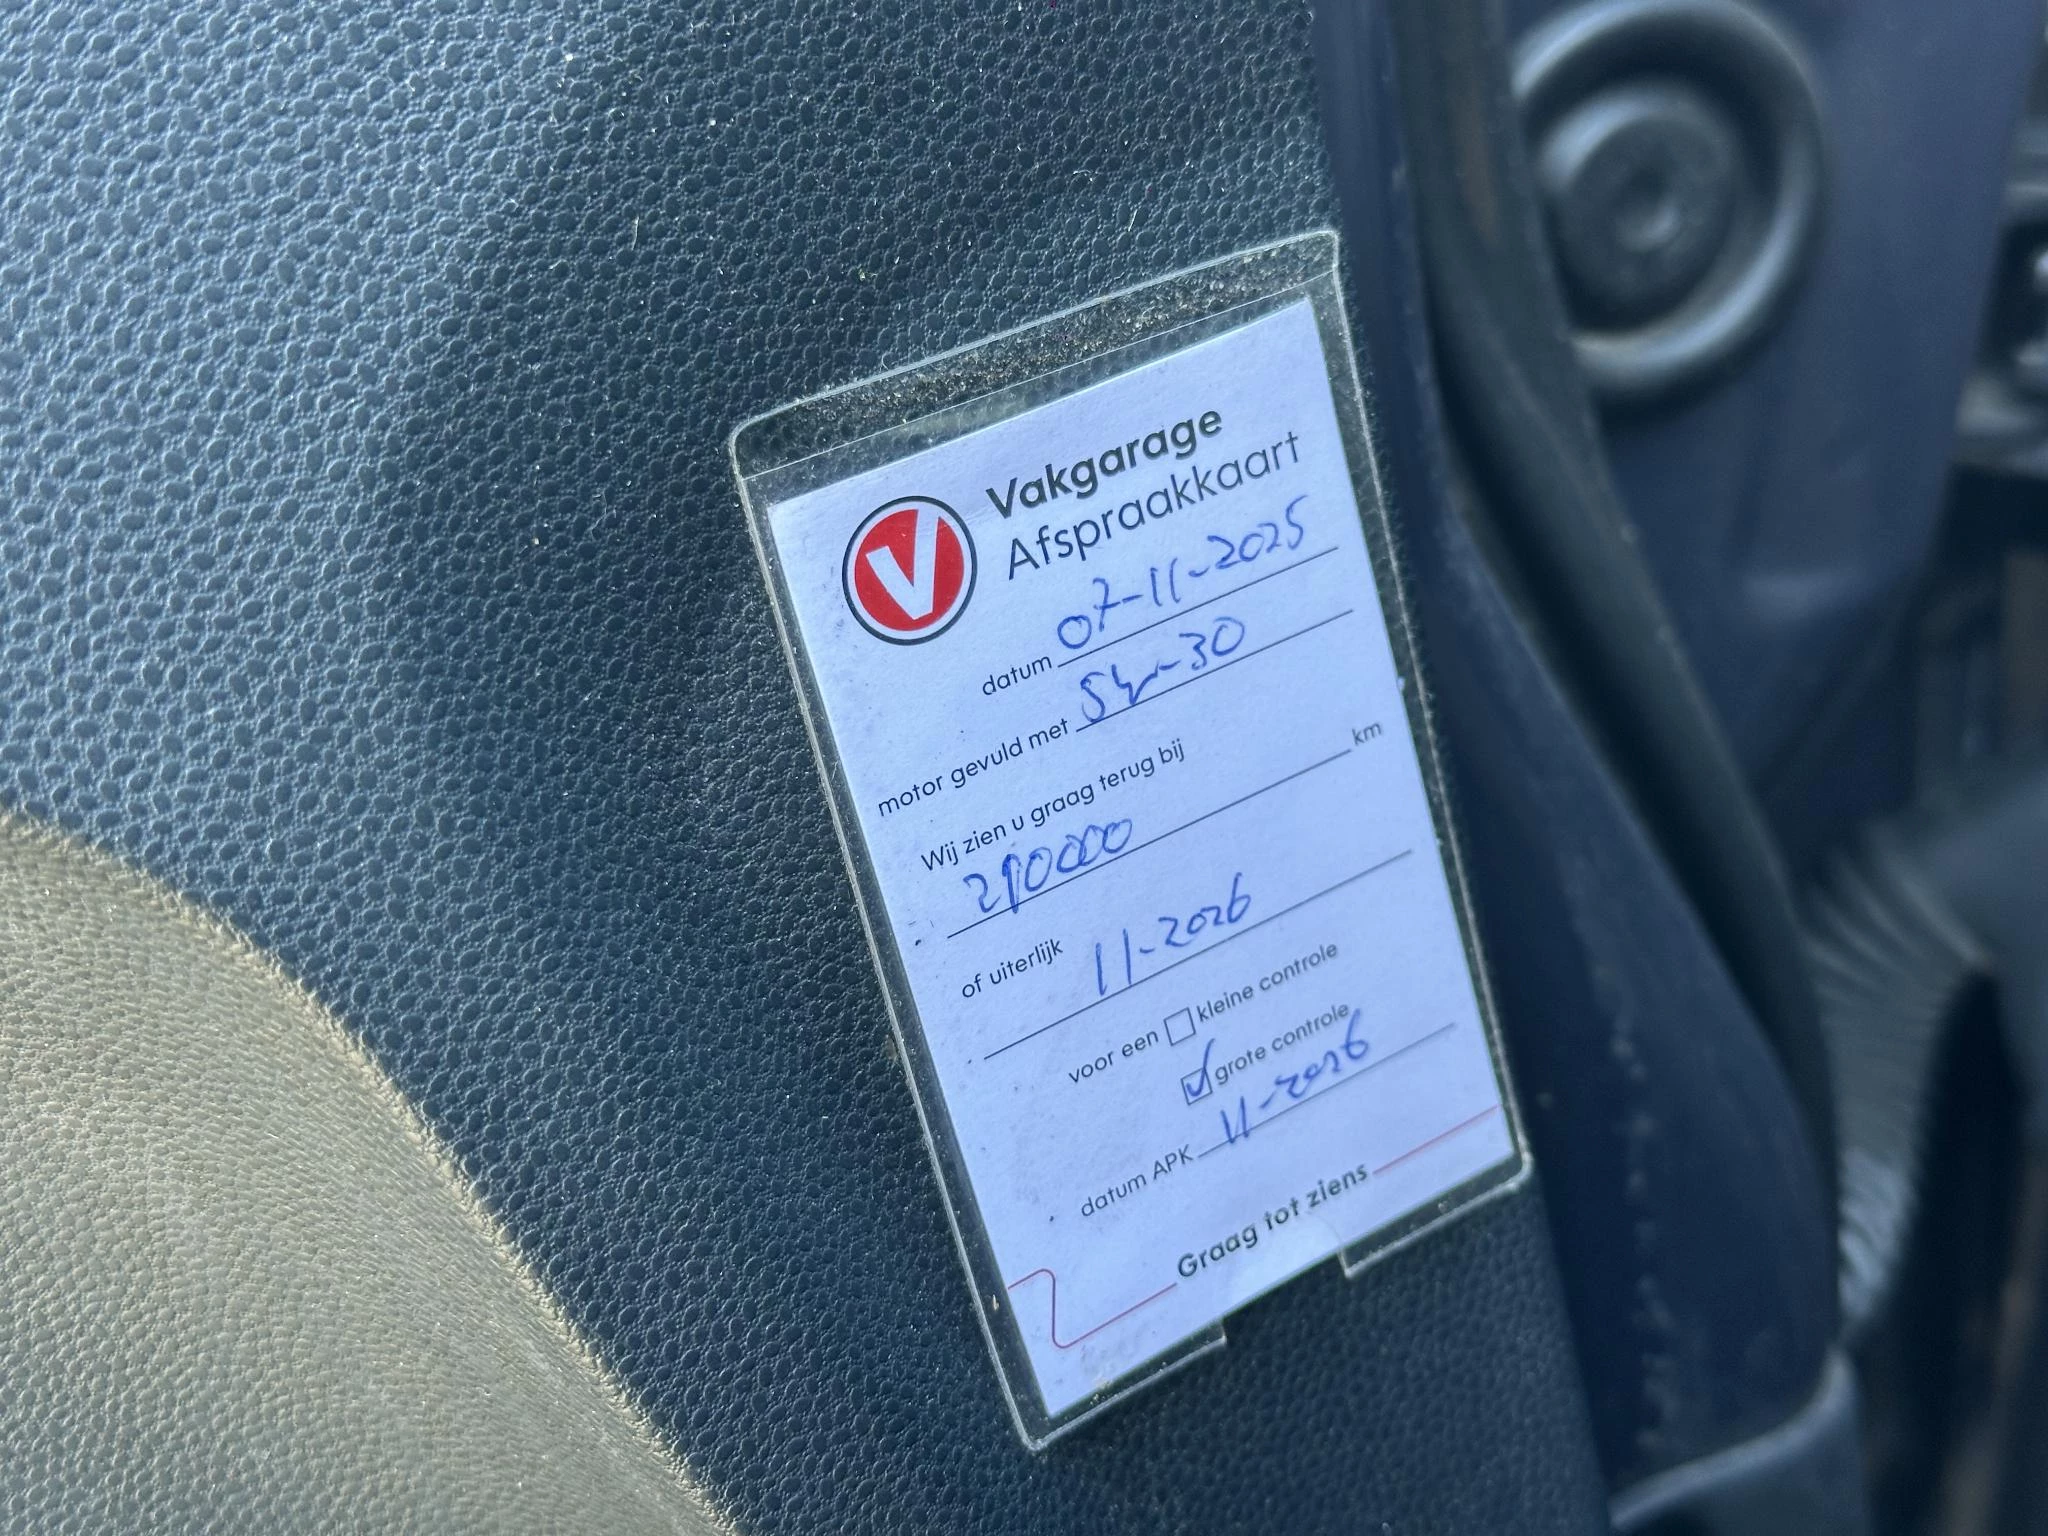 V
Vakgarage
Afspraakkaart
datum 07-11-2025
motor gevuld met 5W-30
Wij zien u graag terug bij
210000 km
of uiterlijk 11-2026
voor een kleine controle
grote controle
datum APK 11-2026
Graag tot ziens